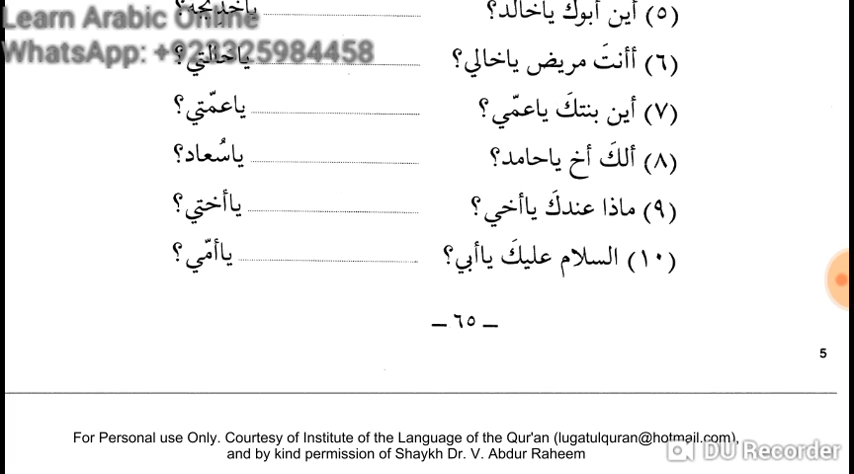 Learn Arabic Online
WhatsApp: +923325984458
(٥) أين أبوك ياخالد؟ ياخديجة؟
(٦) أأنتَ مريض ياخالي؟ ياخالتي؟
(٧) أين بنتكَ ياعمّي؟ ياعمّتي؟
(٨) ألكَ أخ ياحامد؟ ياسُعاد؟
(٩) ماذا عندكَ ياأخي؟ ياأختي؟
(١٠) السلام عليكَ ياأبي؟ ياأمّي؟
– ٦٥ –
5
For Personal use Only. Courtesy of Institute of the Language of the Qur'an (lugatulquran@hotmail.com),
and by kind permission of Shaykh Dr. V. Abdur Raheem
DU Recorder